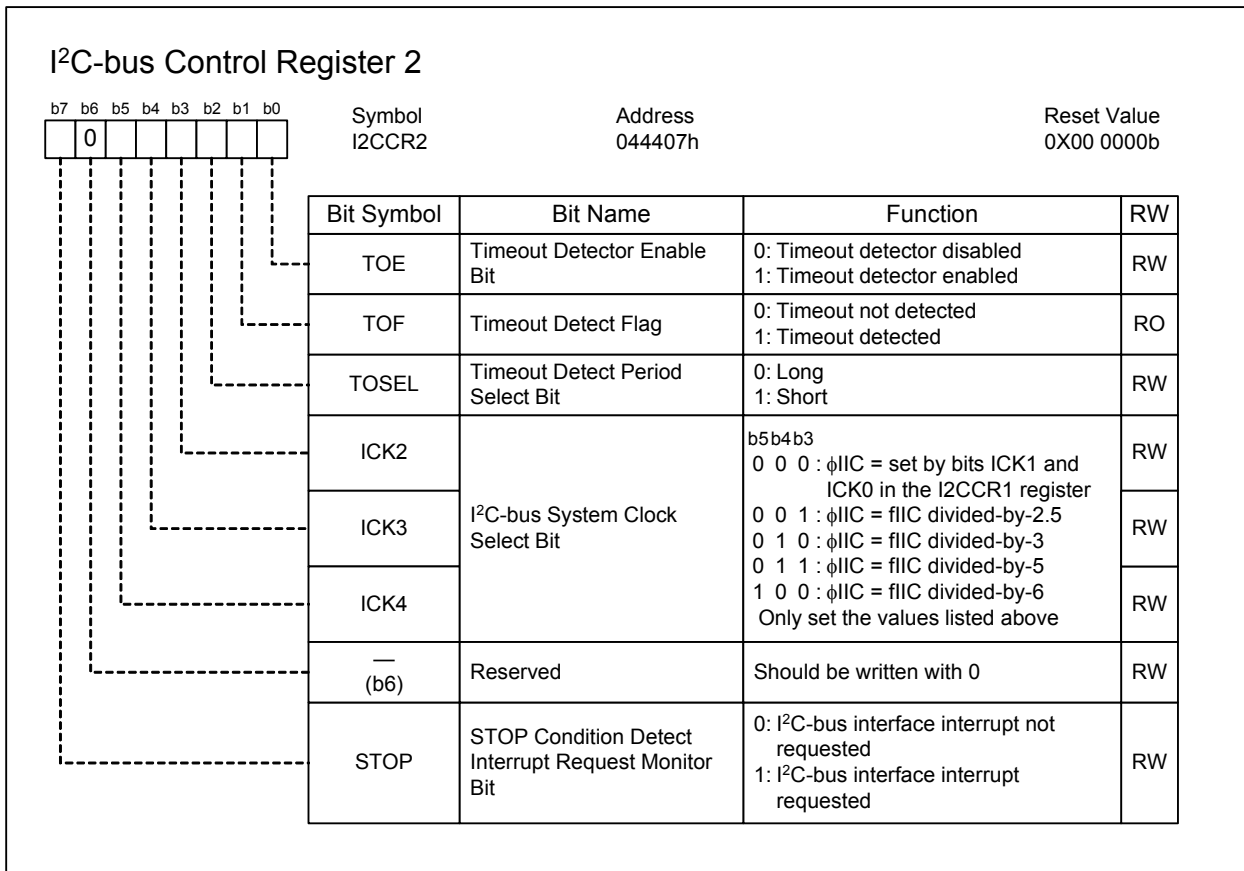 I²C-bus Control Register 2
b7 b6 b5 b4 b3 b2 b1 b0
0
Symbol Address Reset Value
I2CCR2 044407h 0X00 0000b
Bit Symbol Bit Name Function RW
TOE
Timeout Detector Enable
Bit
0: Timeout detector disabled
1: Timeout detector enabled
RW
TOF
Timeout Detect Flag
0: Timeout not detected
1: Timeout detected
RO
TOSEL
Timeout Detect Period
Select Bit
0: Long
1: Short
RW
ICK2
ICK3
ICK4
I²C-bus System Clock
Select Bit
b5b4b3
0 0 0 : ϕIIC = set by bits ICK1 and
ICK0 in the I2CCR1 register
0 0 1 : ϕIIC = fIIC divided-by-2.5
0 1 0 : ϕIIC = fIIC divided-by-3
0 1 1 : ϕIIC = fIIC divided-by-5
1 0 0 : ϕIIC = fIIC divided-by-6
Only set the values listed above
RW
RW
RW
—
(b6)
Reserved
Should be written with 0
RW
STOP
STOP Condition Detect
Interrupt Request Monitor
Bit
0: I²C-bus interface interrupt not
requested
1: I²C-bus interface interrupt
requested
RW